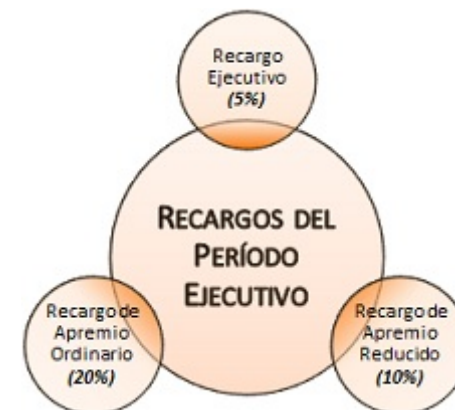 Recargo
Ejecutivo
(5%)
RECARGOS DEL
PERÍODO
EJECUTIVO
Recargo de
Apremio
Ordinario
(20%)
Recargo de
Apremio
Reducido
(10%)